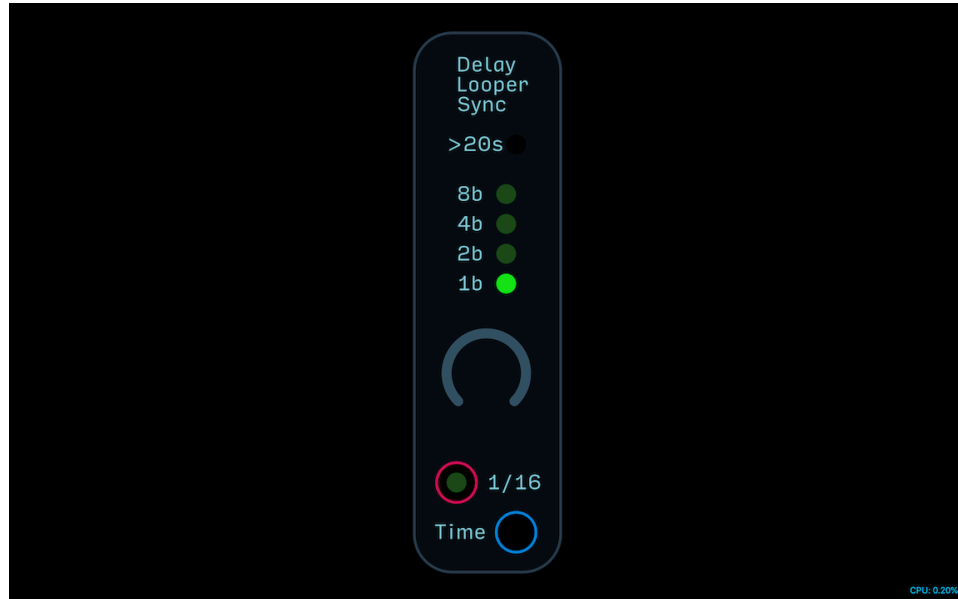 Delay
Looper
Sync
>20s
8b
4b
2b
1b
1/16
Time
CPU: 0.20%